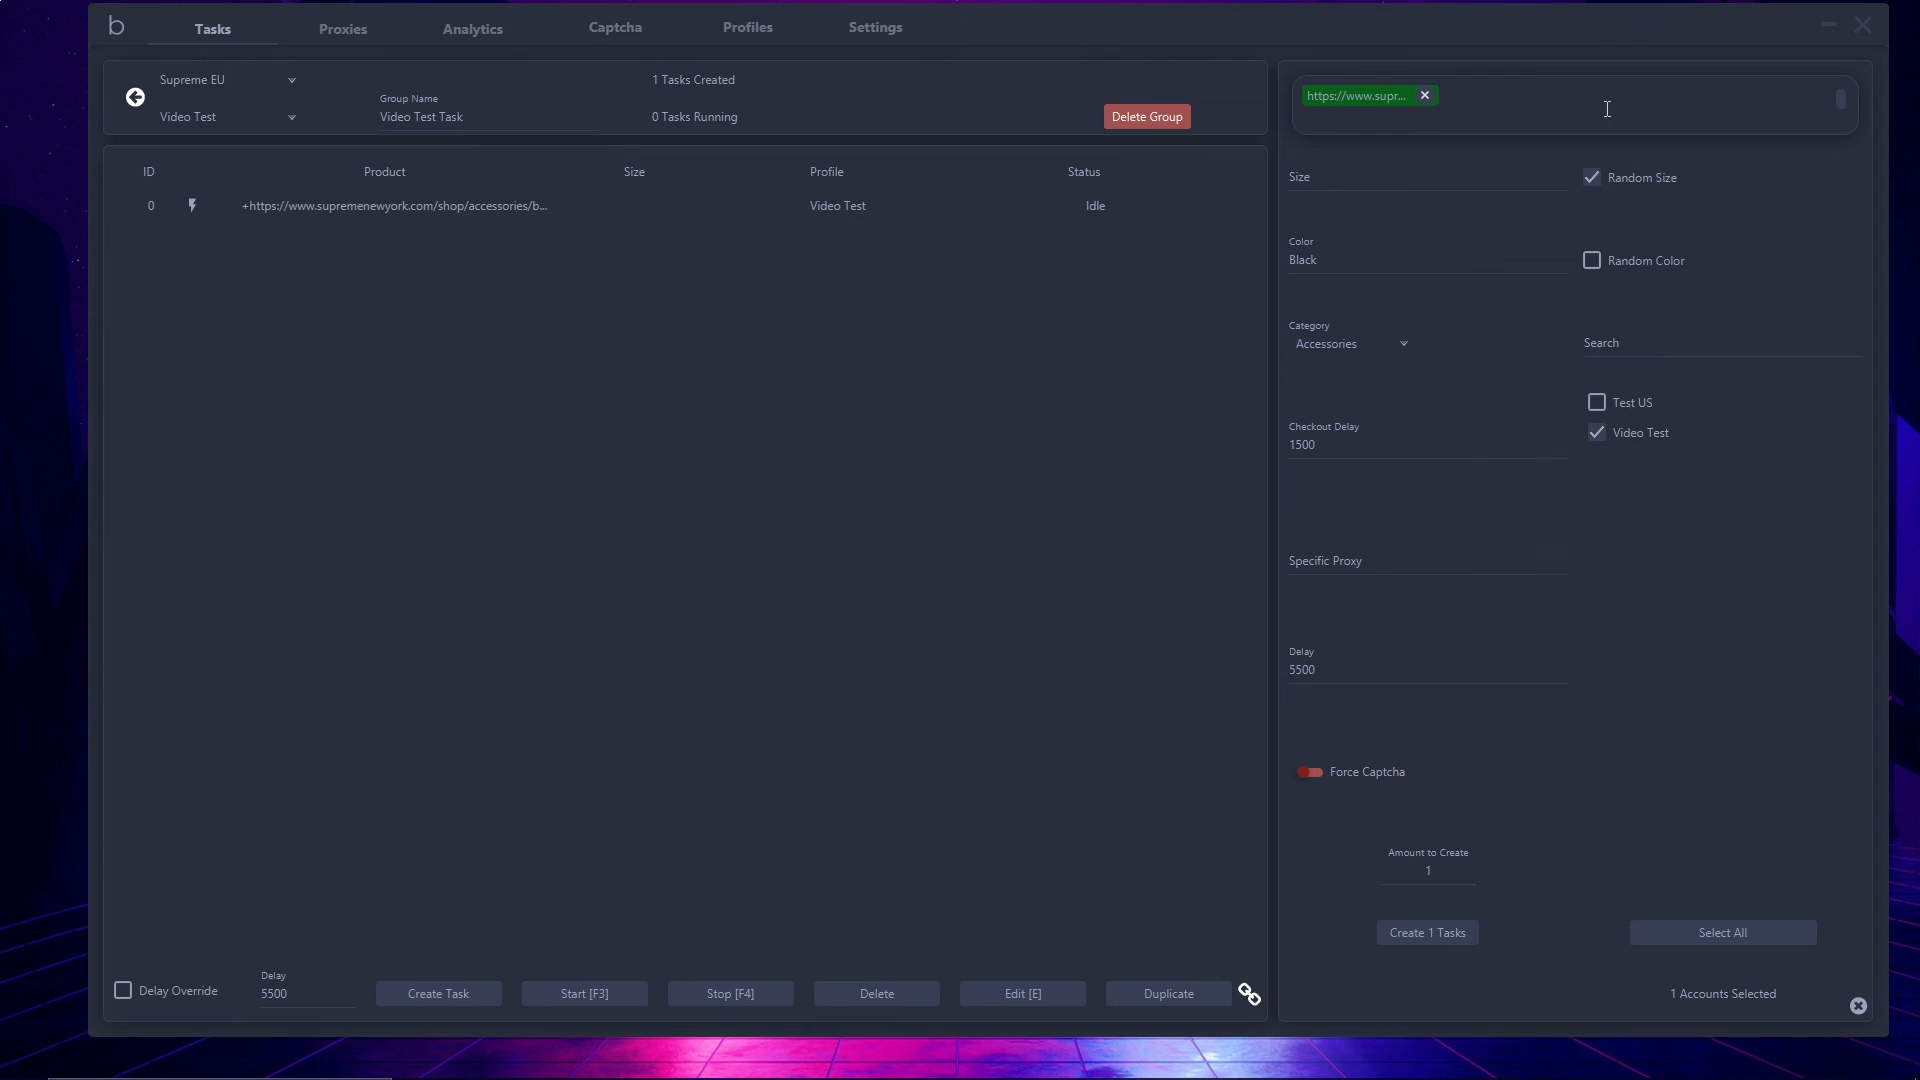 b
Tasks
Proxies
Analytics
Captcha
Profiles
Settings
Supreme EU
Video Test
Group Name
Video Test Task
1 Tasks Created
0 Tasks Running
Delete Group
ID
Product
Size
Profile
Status
0
+https://www.supremenewyork.com/shop/accessories/b...
Video Test
Idle
Delay Override
Delay
5500
Create Task
Start [F3]
Stop [F4]
Delete
Edit [E]
Duplicate
https://www.supr...
Size
Random Size
Color
Black
Random Color
Category
Accessories
Search
Test US
Video Test
Checkout Delay
1500
Specific Proxy
Delay
5500
Force Captcha
Amount to Create
1
Create 1 Tasks
Select All
1 Accounts Selected